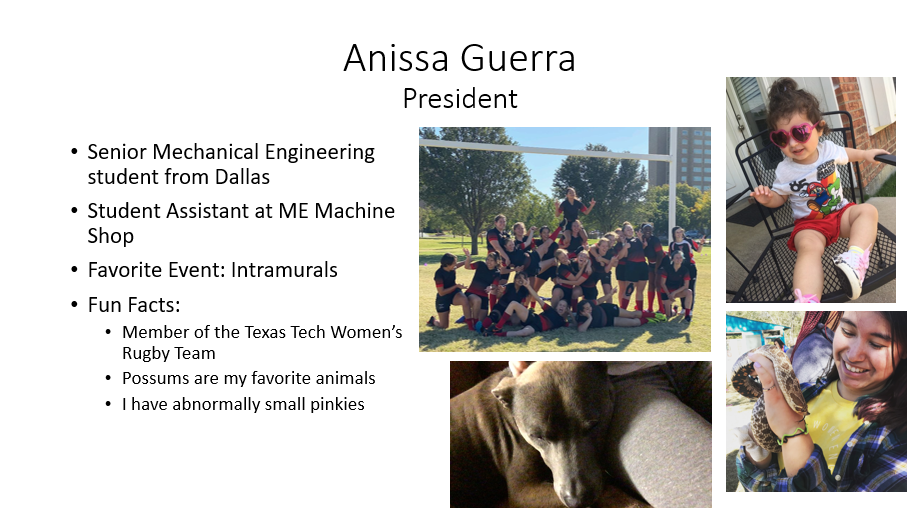 Anissa Guerra
President
• Senior Mechanical Engineering
student from Dallas
• Student Assistant at ME Machine
Shop
• Favorite Event: Intramurals
• Fun Facts:
• Member of the Texas Tech Women’s
Rugby Team
• Possums are my favorite animals
• I have abnormally small pinkies